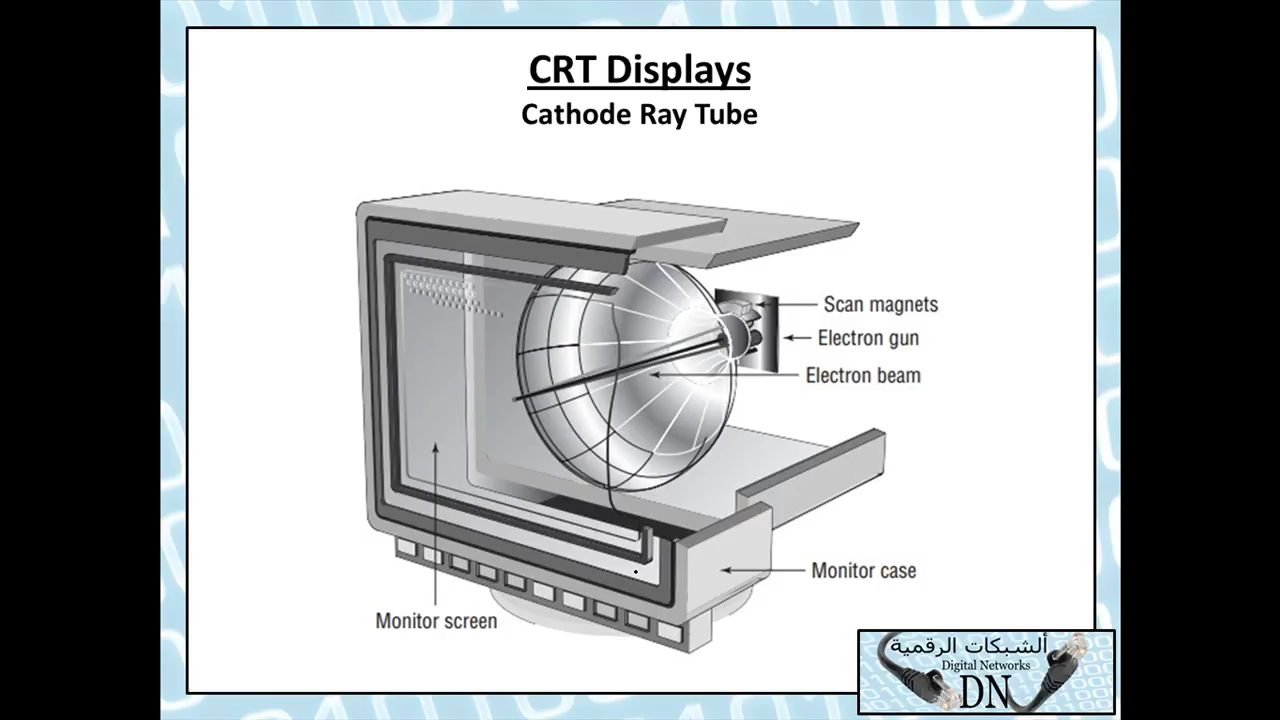 CRT Displays
Cathode Ray Tube
Scan magnets
Electron gun
Electron beam
Monitor case
Monitor screen
ألشبكات الرقمية
Digital Networks
DN